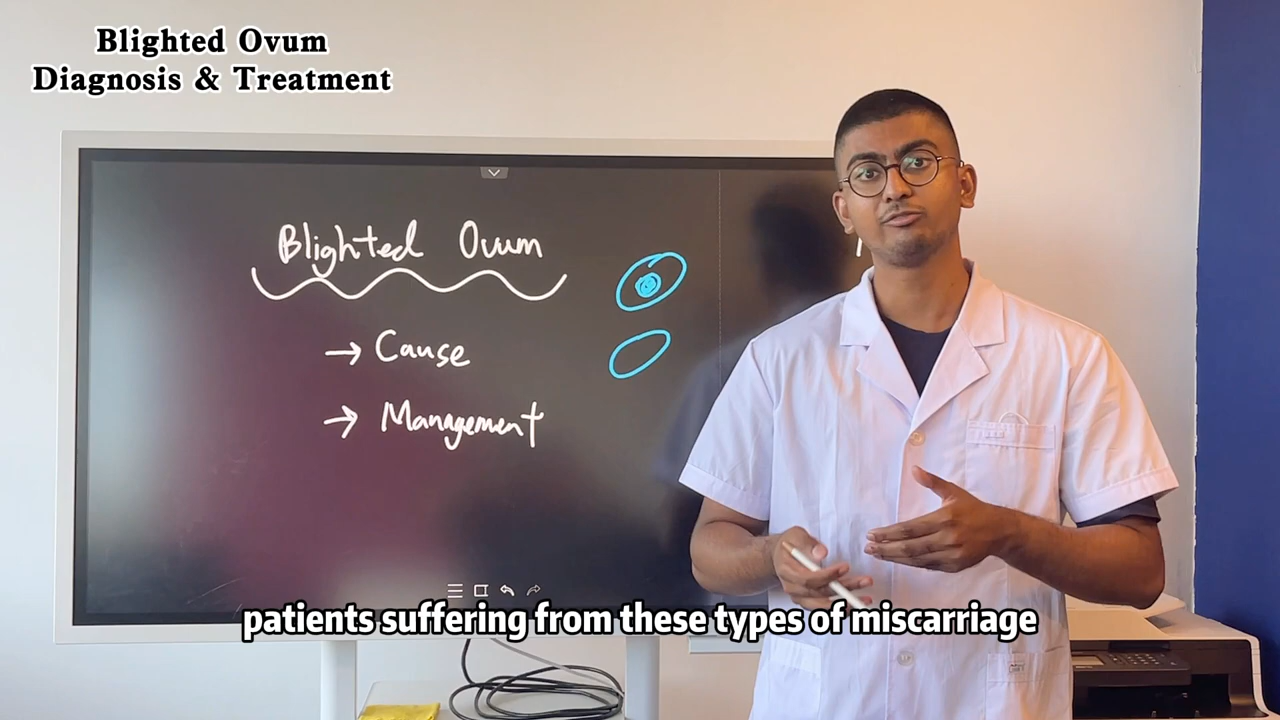 Blighted Ovum
Diagnosis & Treatment
Blighted Ovum
→ Cause
→ Management
patients suffering from these types of miscarriage